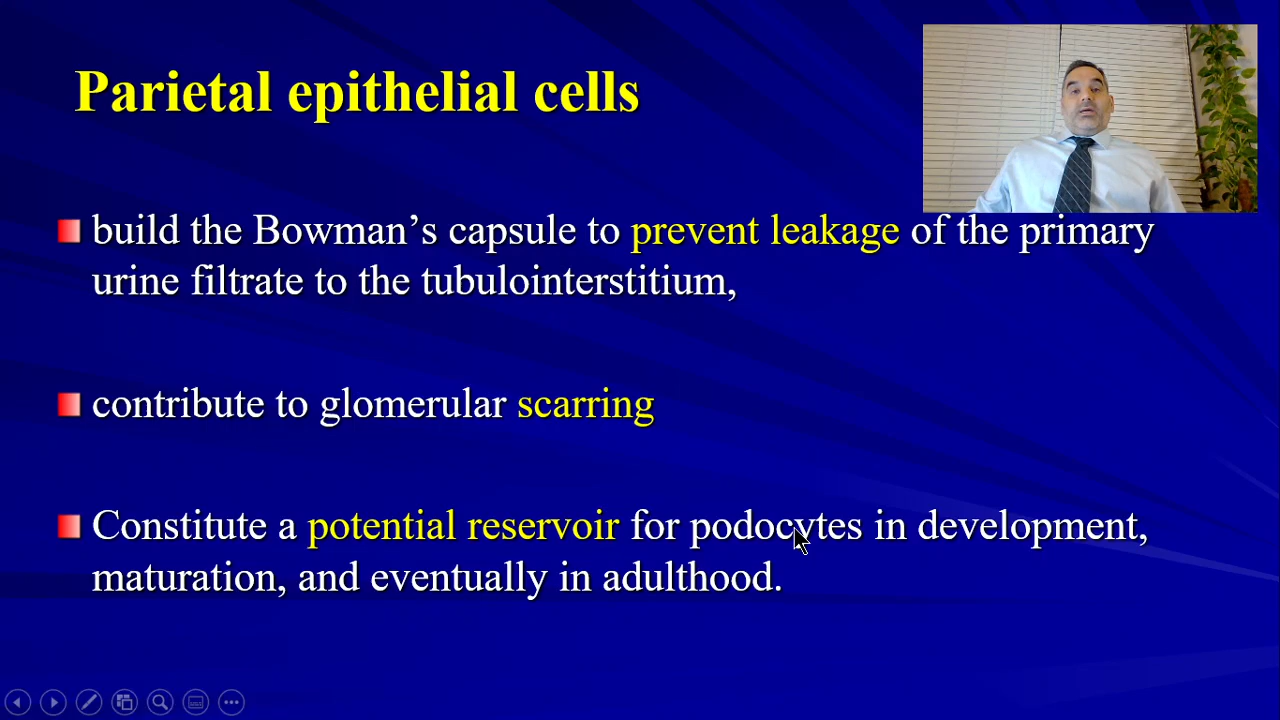 Parietal epithelial cells
build the Bowman’s capsule to prevent leakage of the primary
urine filtrate to the tubulointerstitium,
contribute to glomerular scarring
Constitute a potential reservoir for podocytes in development,
maturation, and eventually in adulthood.